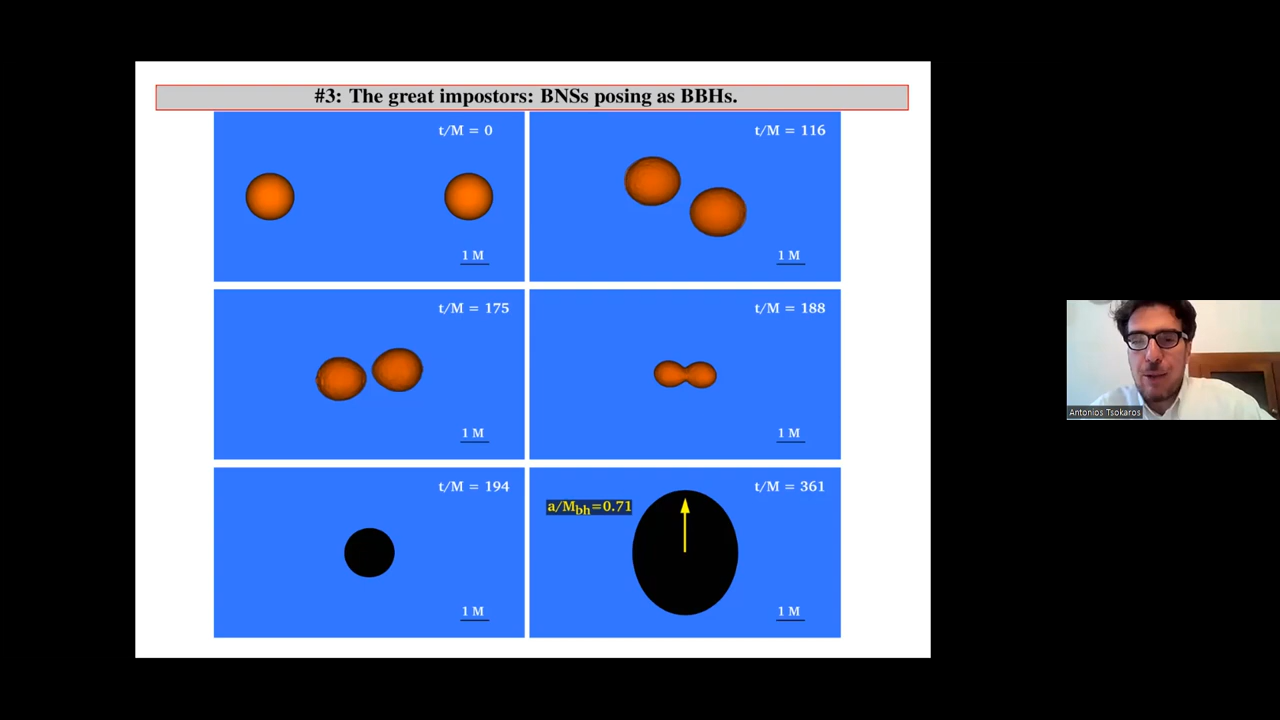 #3: The great impostors: BNSs posing as BBHs.
t/M = 0
1 M
t/M = 116
1 M
t/M = 175
1 M
t/M = 188
1 M
t/M = 194
1 M
t/M = 361
a/Mbh=0.71
1 M
Antonios Tsokaros